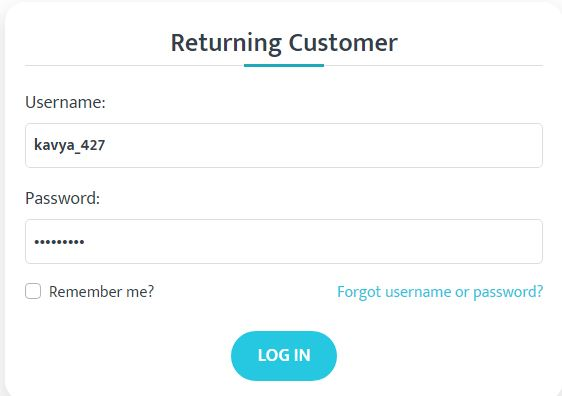 Returning Customer
Username:
kavya_427
Password:
•••••••••
Remember me?
Forgot username or password?
LOG IN